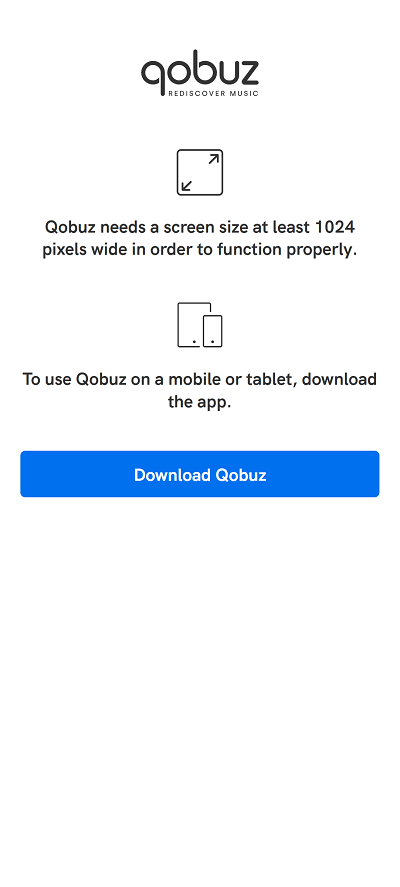 qobuz
REDISCOVER MUSIC
Qobuz needs a screen size at least 1024
pixels wide in order to function properly.
To use Qobuz on a mobile or tablet, download
the app.
Download Qobuz